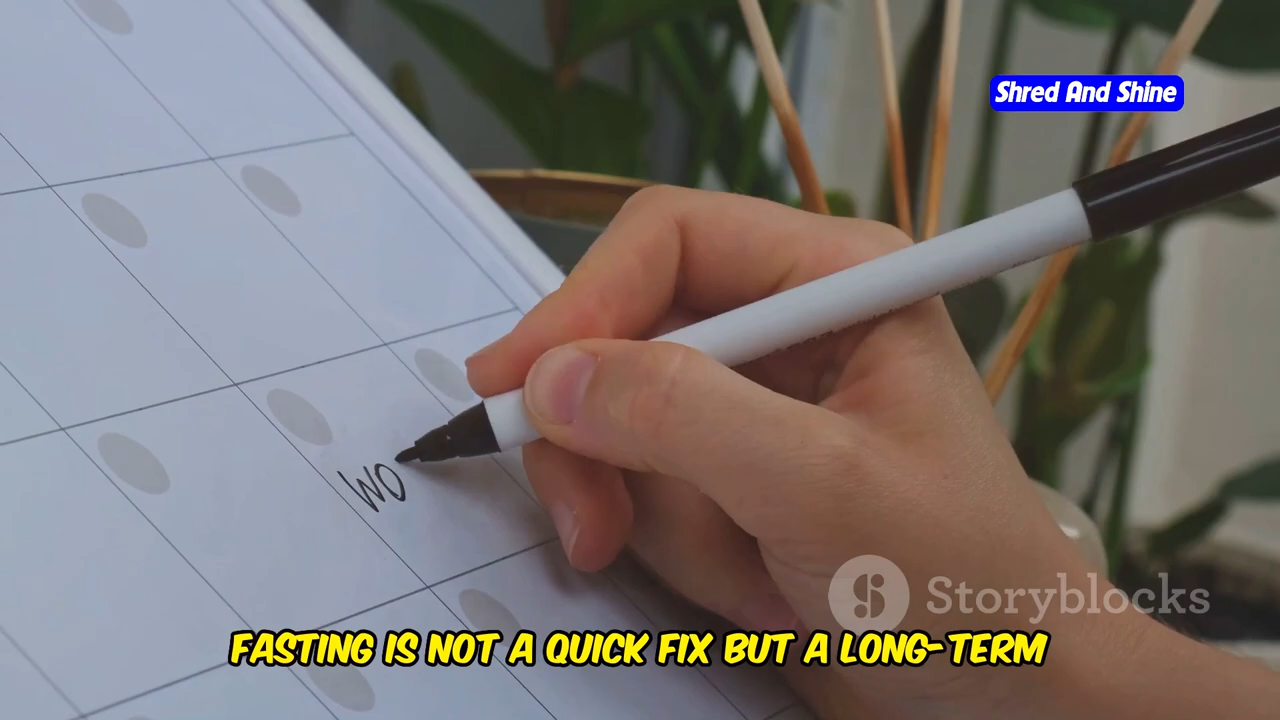 Shred And Shine
WO
Storyblocks
FASTING IS NOT A QUICK FIX BUT A LONG-TERM